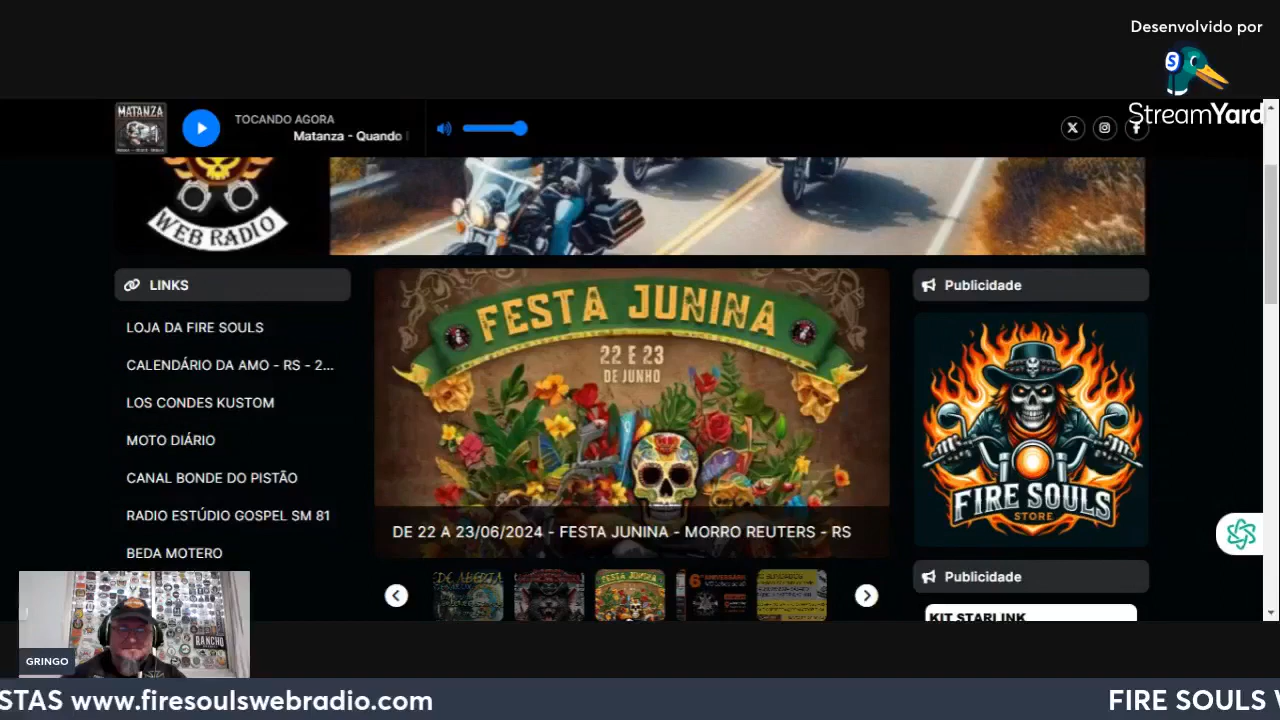 Desenvolvido por
StreamYard
MATANZA
TOCANDO AGORA
Matanza - Quando
WEB RADIO
LINKS
LOJA DA FIRE SOULS
CALENDÁRIO DA AMO - RS - 2...
LOS CONDES KUSTOM
MOTO DIÁRIO
CANAL BONDE DO PISTÃO
RADIO ESTÚDIO GOSPEL SM 81
BEDA MOTERO
FESTA JUNINA
22 E 23
DE JUNHO
DE 22 A 23/06/2024 - FESTA JUNINA - MORRO REUTERS - RS
Publicidade
FIRE SOULS
STORE
Publicidade
KIT STARLINK
FESTA JUNINA
RANCHO
GRINGO
STAS www.firesoulswebradio.com
FIRE SOULS